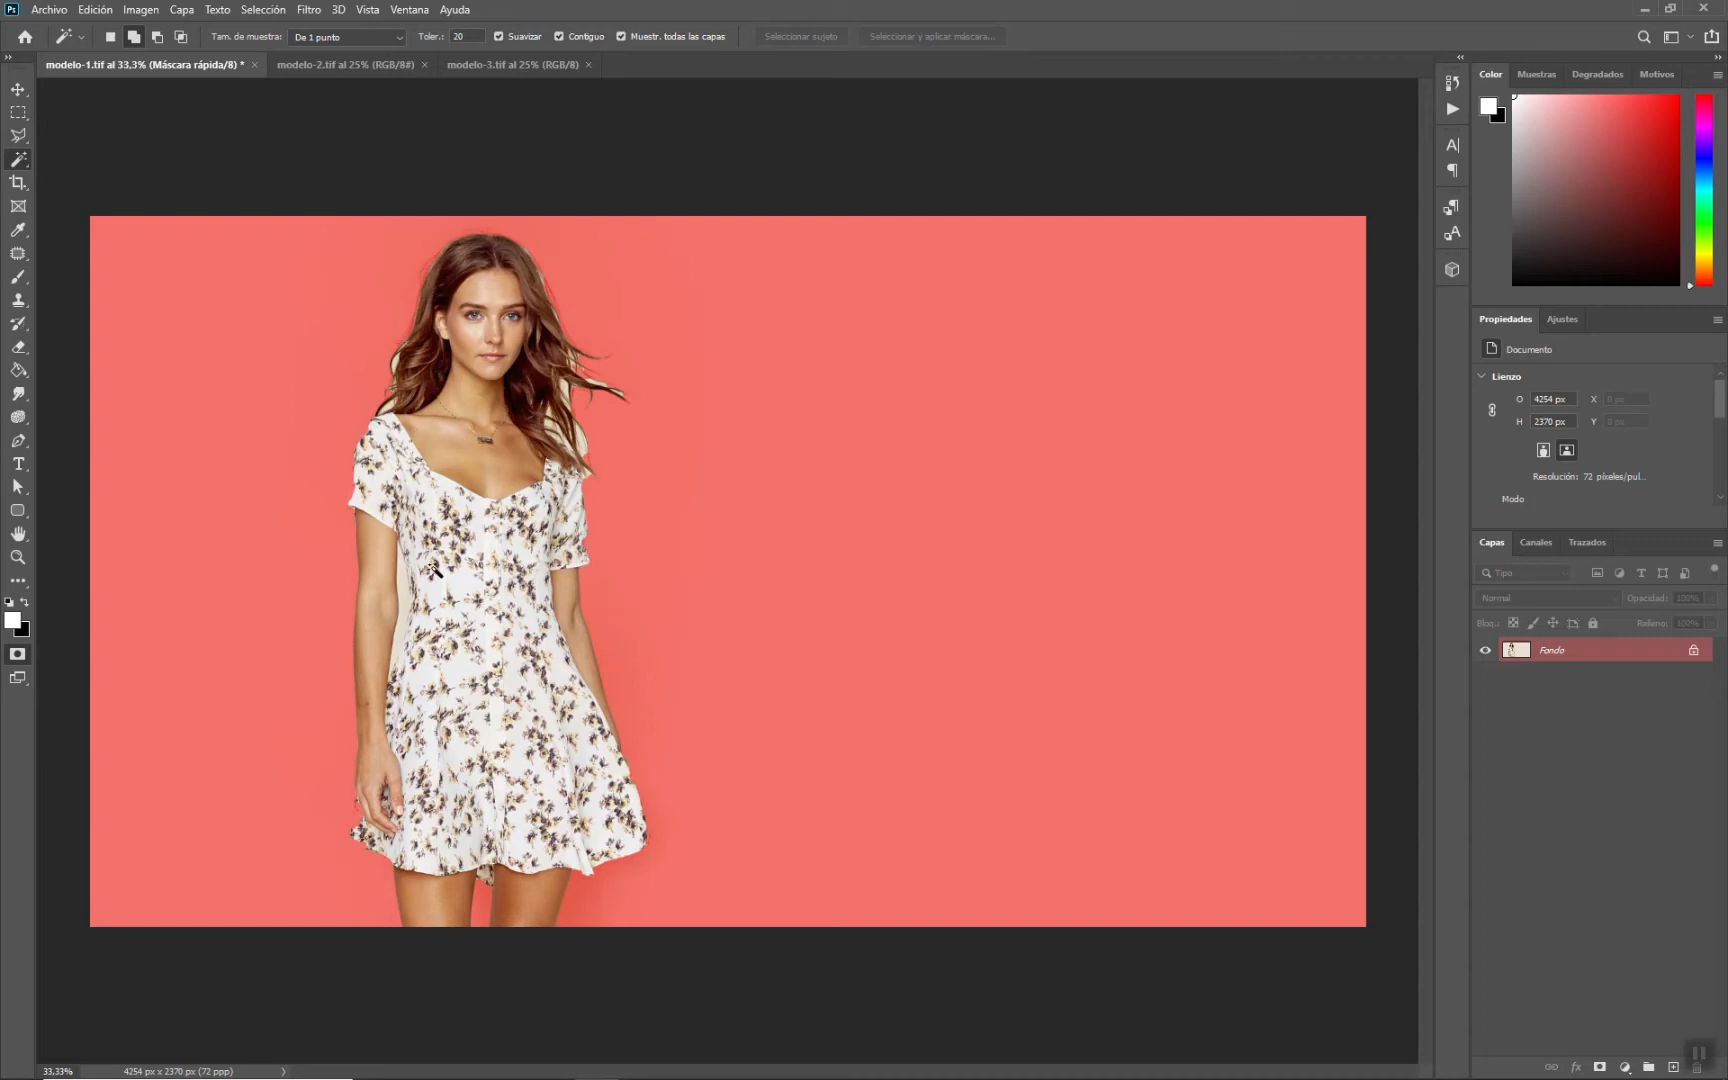 Ps Archivo Edición Imagen Capa Texto Selección Filtro 3D Vista Ventana Ayuda
Tam. de muestra: De 1 punto Toler.: 20 Suavizar Contiguo Muestr. todas las capas Seleccionar sujeto Seleccionar y aplicar máscara...
modelo-1.tif al 33,3% (Máscara rápida/8) * × modelo-2.tif al 25% (RGB/8#) × modelo-3.tif al 25% (RGB/8) ×
Color Muestras Degradados Motivos
Propiedades Ajustes
Documento
Lienzo
O 4254 px X 0 px
H 2370 px Y 0 px
Resolución: 72 píxeles/pul...
Modo
Capas Canales Trazados
Tipo
Normal Opacidad: 100%
Bloq.: Relleno: 100%
Fondo
33,33% 4254 px x 2370 px (72 ppp)